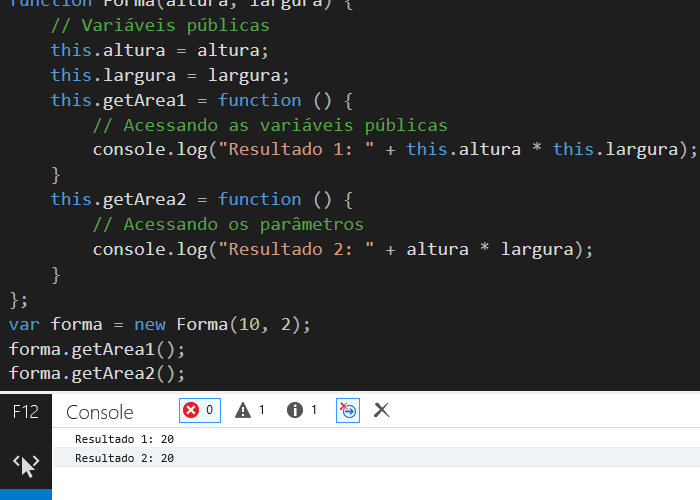 function Forma(altura, largura) {
// Variáveis públicas
this.altura = altura;
this.largura = largura;
this.getArea1 = function () {
// Acessando as variáveis públicas
console.log("Resultado 1: " + this.altura * this.largura);
}
this.getArea2 = function () {
// Acessando os parâmetros
console.log("Resultado 2: " + altura * largura);
}
};
var forma = new Forma(10, 2);
forma.getArea1();
forma.getArea2();
F12 Console 0 1 1
Resultado 1: 20
Resultado 2: 20